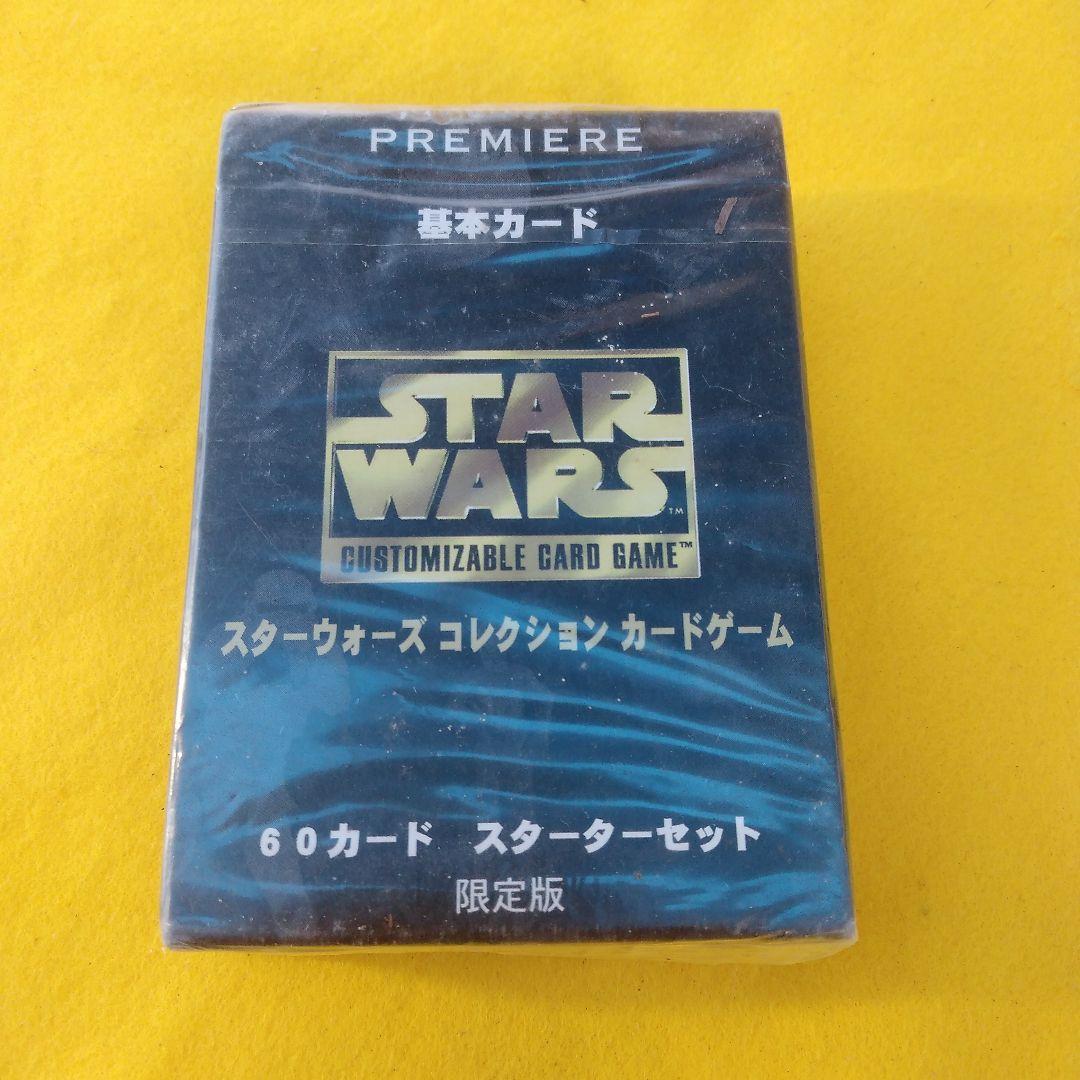 PREMIERE
基本カード
STAR
WARS™
CUSTOMIZABLE CARD GAME™
スターウォーズ コレクション カードゲーム
60カード スターターセット
限定版